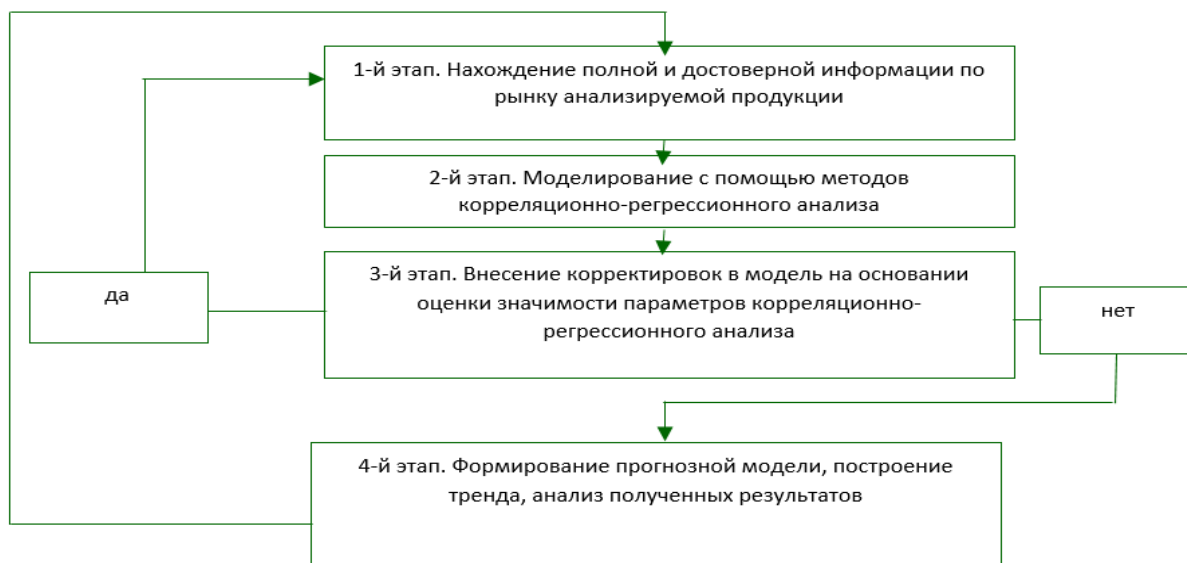 1-й этап. Нахождение полной и достоверной информации по
рынку анализируемой продукции
2-й этап. Моделирование с помощью методов
корреляционно-регрессионного анализа
3-й этап. Внесение корректировок в модель на основании
оценки значимости параметров корреляционно-
регрессионного анализа
да
нет
4-й этап. Формирование прогнозной модели, построение
тренда, анализ полученных результатов